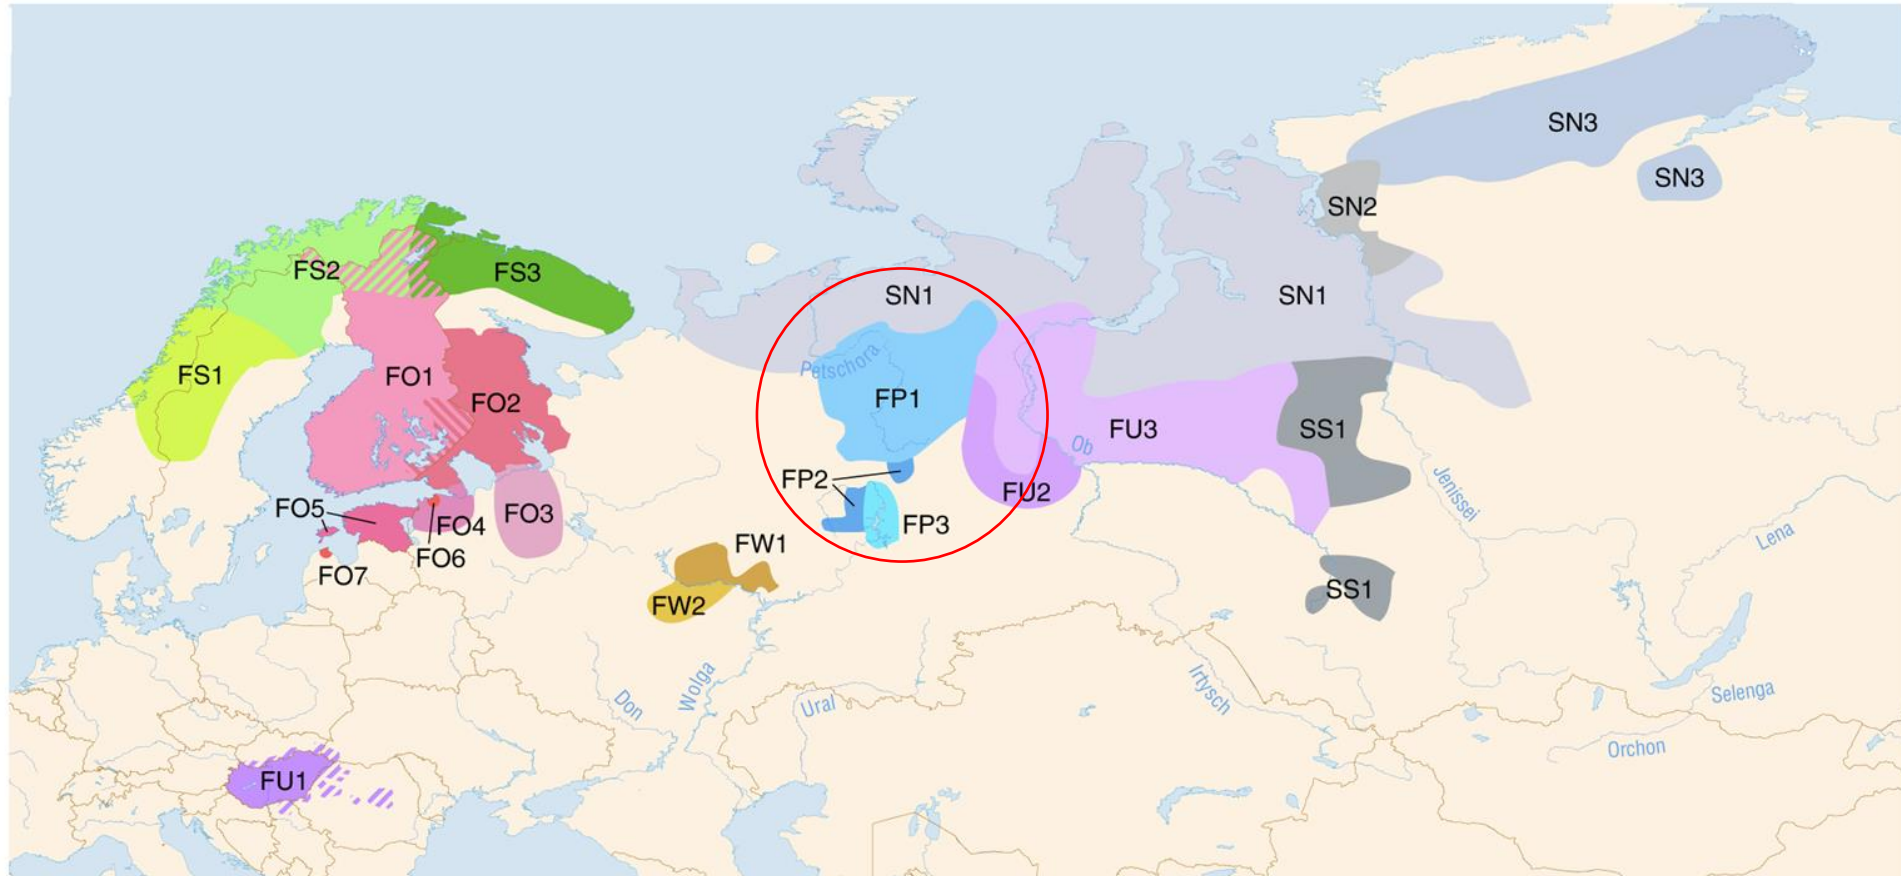 SN3
SN3
SN2
FS2
FS3
SN1
SN1
FS1
FO1
FO2
Petschora
FP1
FU3
Ob
SS1
FP2
FU2
Jenissei
FO5
FO4
FO3
FP3
FO6
FO7
FW1
FW2
Lena
SS1
Don
Wolga
Ural
Irtysch
Selenga
Orchon
FU1